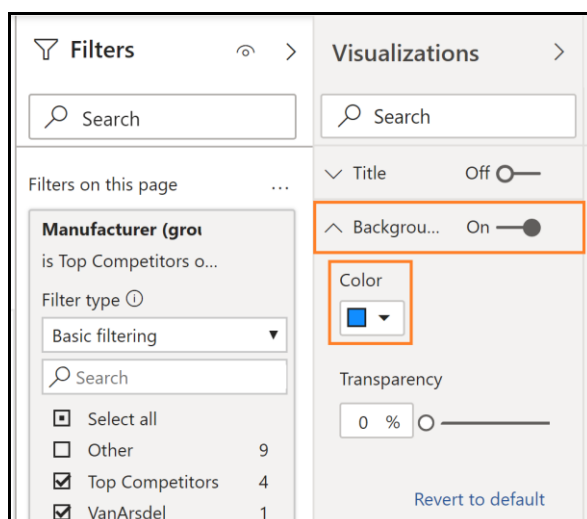 Filters
Search
Filters on this page
...
Manufacturer (grou
is Top Competitors o...
Filter type
Basic filtering
Search
Select all
Other 9
Top Competitors 4
VanArsdel 1
Visualizations
Search
Title Off
Backgrou... On
Color
Transparency
0 %
Revert to default